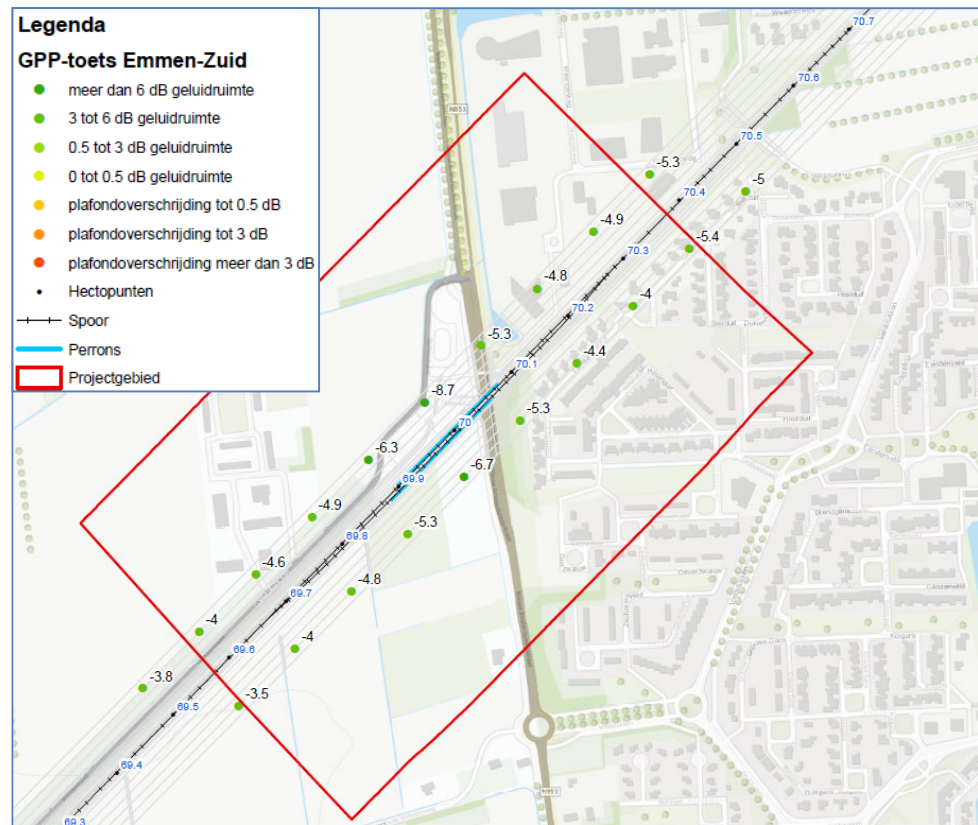 Legenda
GPP-toets Emmen-Zuid
meer dan 6 dB geluidruimte
3 tot 6 dB geluidruimte
0.5 tot 3 dB geluidruimte
0 tot 0.5 dB geluidruimte
plafondoverschrijding tot 0.5 dB
plafondoverschrijding tot 3 dB
plafondoverschrijding meer dan 3 dB
Hectopunten
Spoor
Perrons
Projectgebied
70.7
70.6
N853
70.5
-5.3
-5
70.4
-4.9
-5.4
70.3
-4.8
-4
70.2
-5.3
-4.4
70.1
-8.7
-5.3
70
-6.3
-6.7
69.9
-4.9
-5.3
69.8
-4.6
-4.8
69.7
-4
-4
69.6
-3.8
-3.5
69.5
69.4
69.3